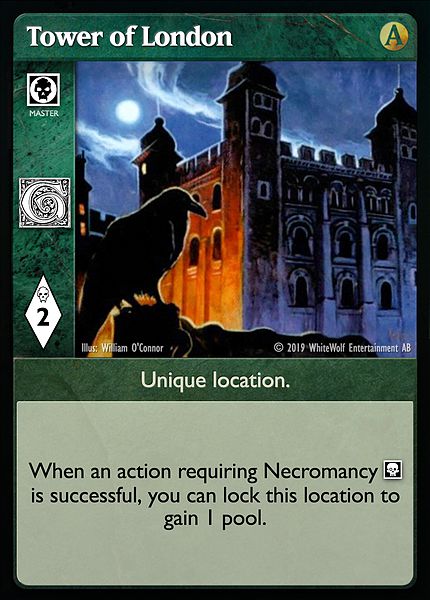 Tower of London
A
MASTER
2
Illus: William O'Connor
© 2019 WhiteWolf Entertainment AB
Unique location.
When an action requiring Necromancy
is successful, you can lock this location to
gain 1 pool.